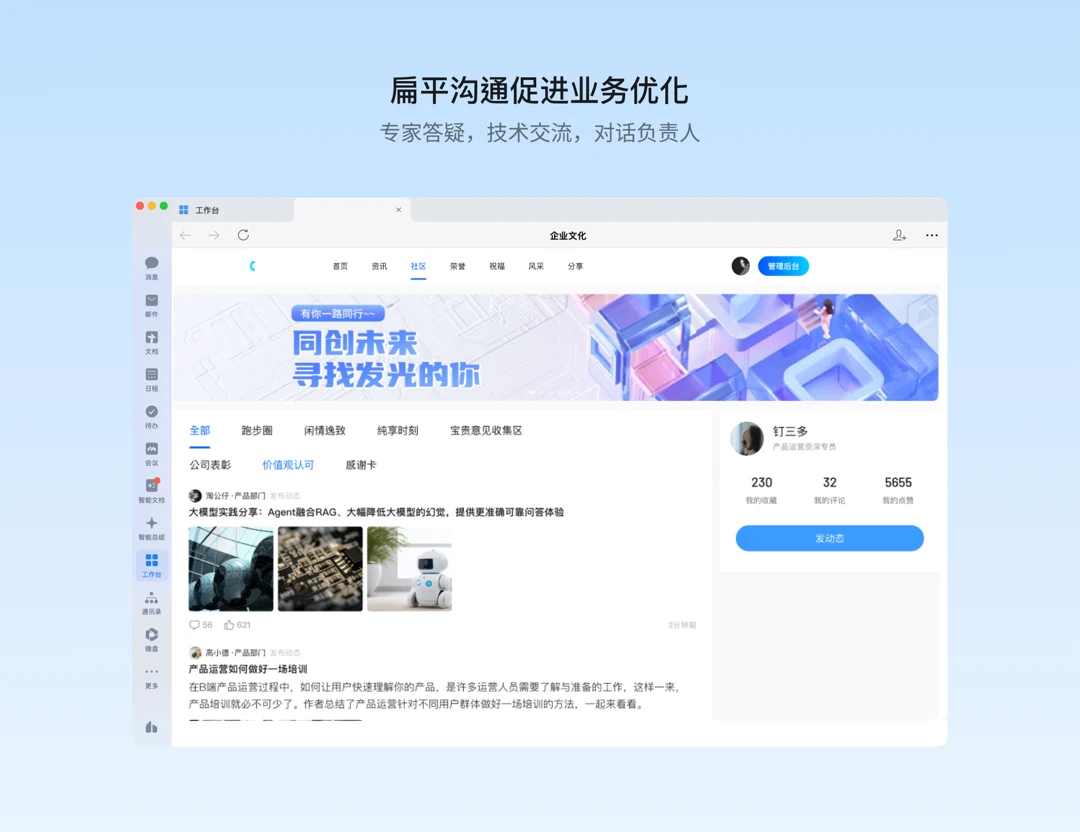 扁平沟通促进业务优化
专家答疑，技术交流，对话负责人
工作台
企业文化
消息
邮件
文档
日程
待办
会议
智能文档
智能总结
工作台
通讯录
微盘
更多
首页 资讯 社区 荣誉 祝福 风采 分享
管理后台
有你一路同行~~
同创未来
寻找发光的你
全部 跑步圈 闲情逸致 纯享时刻 宝贵意见收集区
公司表彰 价值观认可 感谢卡
淘公仔·产品部门 发布动态
大模型实践分享：Agent融合RAG、大幅降低大模型的幻觉，提供更准确可靠问答体验
56 621 3分钟前
高小德·产品部门 发布动态
产品运营如何做好一场培训
在B端产品运营过程中，如何让用户快速理解你的产品，是许多运营人员需要了解与准备的工作，这样一来，
产品培训就必不可少了。作者总结了产品运营针对不同用户群体做好一场培训的方法，一起来看看。
钉三多
产品运营资深专员
230 32 5655
我的收藏 我的评论 我的点赞
发动态